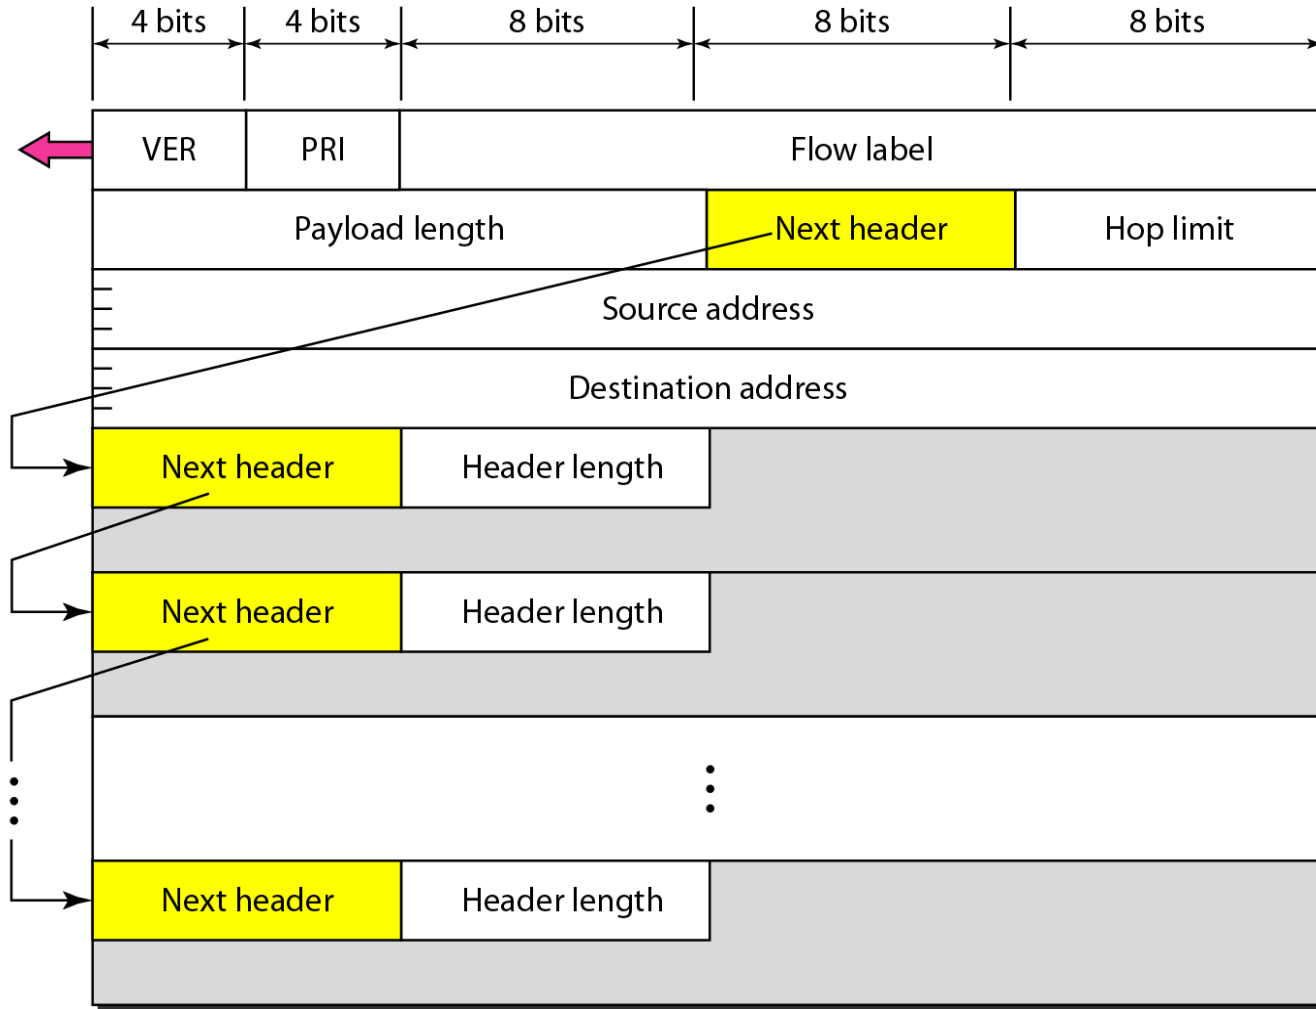 4 bits 4 bits 8 bits 8 bits 8 bits
VER PRI Flow label
Payload length Next header Hop limit
Source address
Destination address
Next header Header length
Next header Header length
Next header Header length